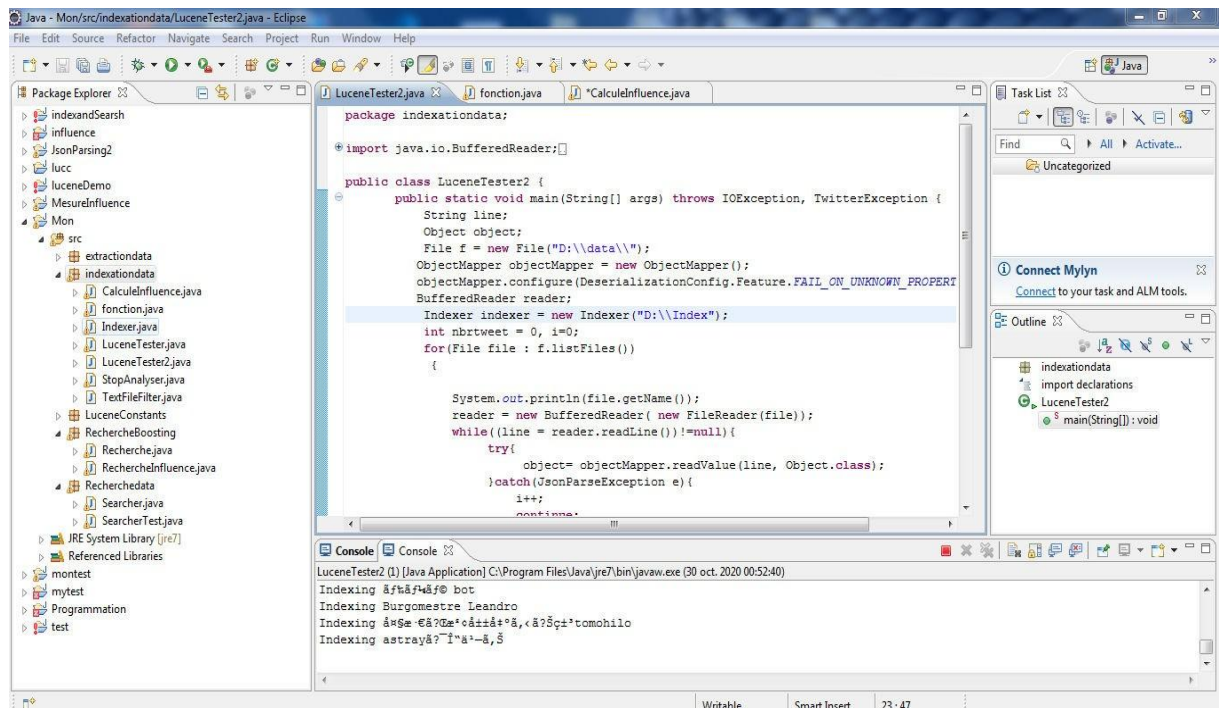 Java - Mon/src/indexationdata/LuceneTester2.java - Eclipse
File Edit Source Refactor Navigate Search Project Run Window Help
Java
Package Explorer
indexandSearsh
influence
JsonParsing2
lucc
luceneDemo
MesureInfluence
Mon
src
extractiondata
indexationdata
CalculeInfluence.java
fonction.java
Indexer.java
LuceneTester.java
LuceneTester2.java
StopAnalyser.java
TextFileFilter.java
LuceneConstants
RechercheBoosting
Recherche.java
RechercheInfluence.java
Recherchedata
Searcher.java
SearcherTest.java
JRE System Library [jre7]
Referenced Libraries
montest
mytest
Programmation
test
LuceneTester2.java fonction.java *CalculeInfluence.java
package indexationdata;
import java.io.BufferedReader;
public class LuceneTester2 {
public static void main(String[] args) throws IOException, TwitterException {
String line;
Object object;
File f = new File("D:\\data\\");
ObjectMapper objectMapper = new ObjectMapper();
objectMapper.configure(DeserializationConfig.Feature.FAIL_ON_UNKNOWN_PROPERT
BufferedReader reader;
Indexer indexer = new Indexer("D:\\Index");
int nbrtweet = 0, i=0;
for(File file : f.listFiles())
{
System.out.println(file.getName());
reader = new BufferedReader( new FileReader(file));
while((line = reader.readLine())!=null){
try{
object= objectMapper.readValue(line, Object.class);
}catch(JsonParseException e){
i++;
continue;
Task List
Find All Activate...
Uncategorized
Connect Mylyn
Connect to your task and ALM tools.
Outline
indexationdata
import declarations
LuceneTester2
main(String[]) : void
Console Console
LuceneTester2 (1) [Java Application] C:\Program Files\Java\jre7\bin\javaw.exe (30 oct. 2020 00:52:40)
Indexing bot
Indexing Burgomestre Leandro
Indexing tomohilo
Indexing astray
Writable Smart Insert 23 : 47